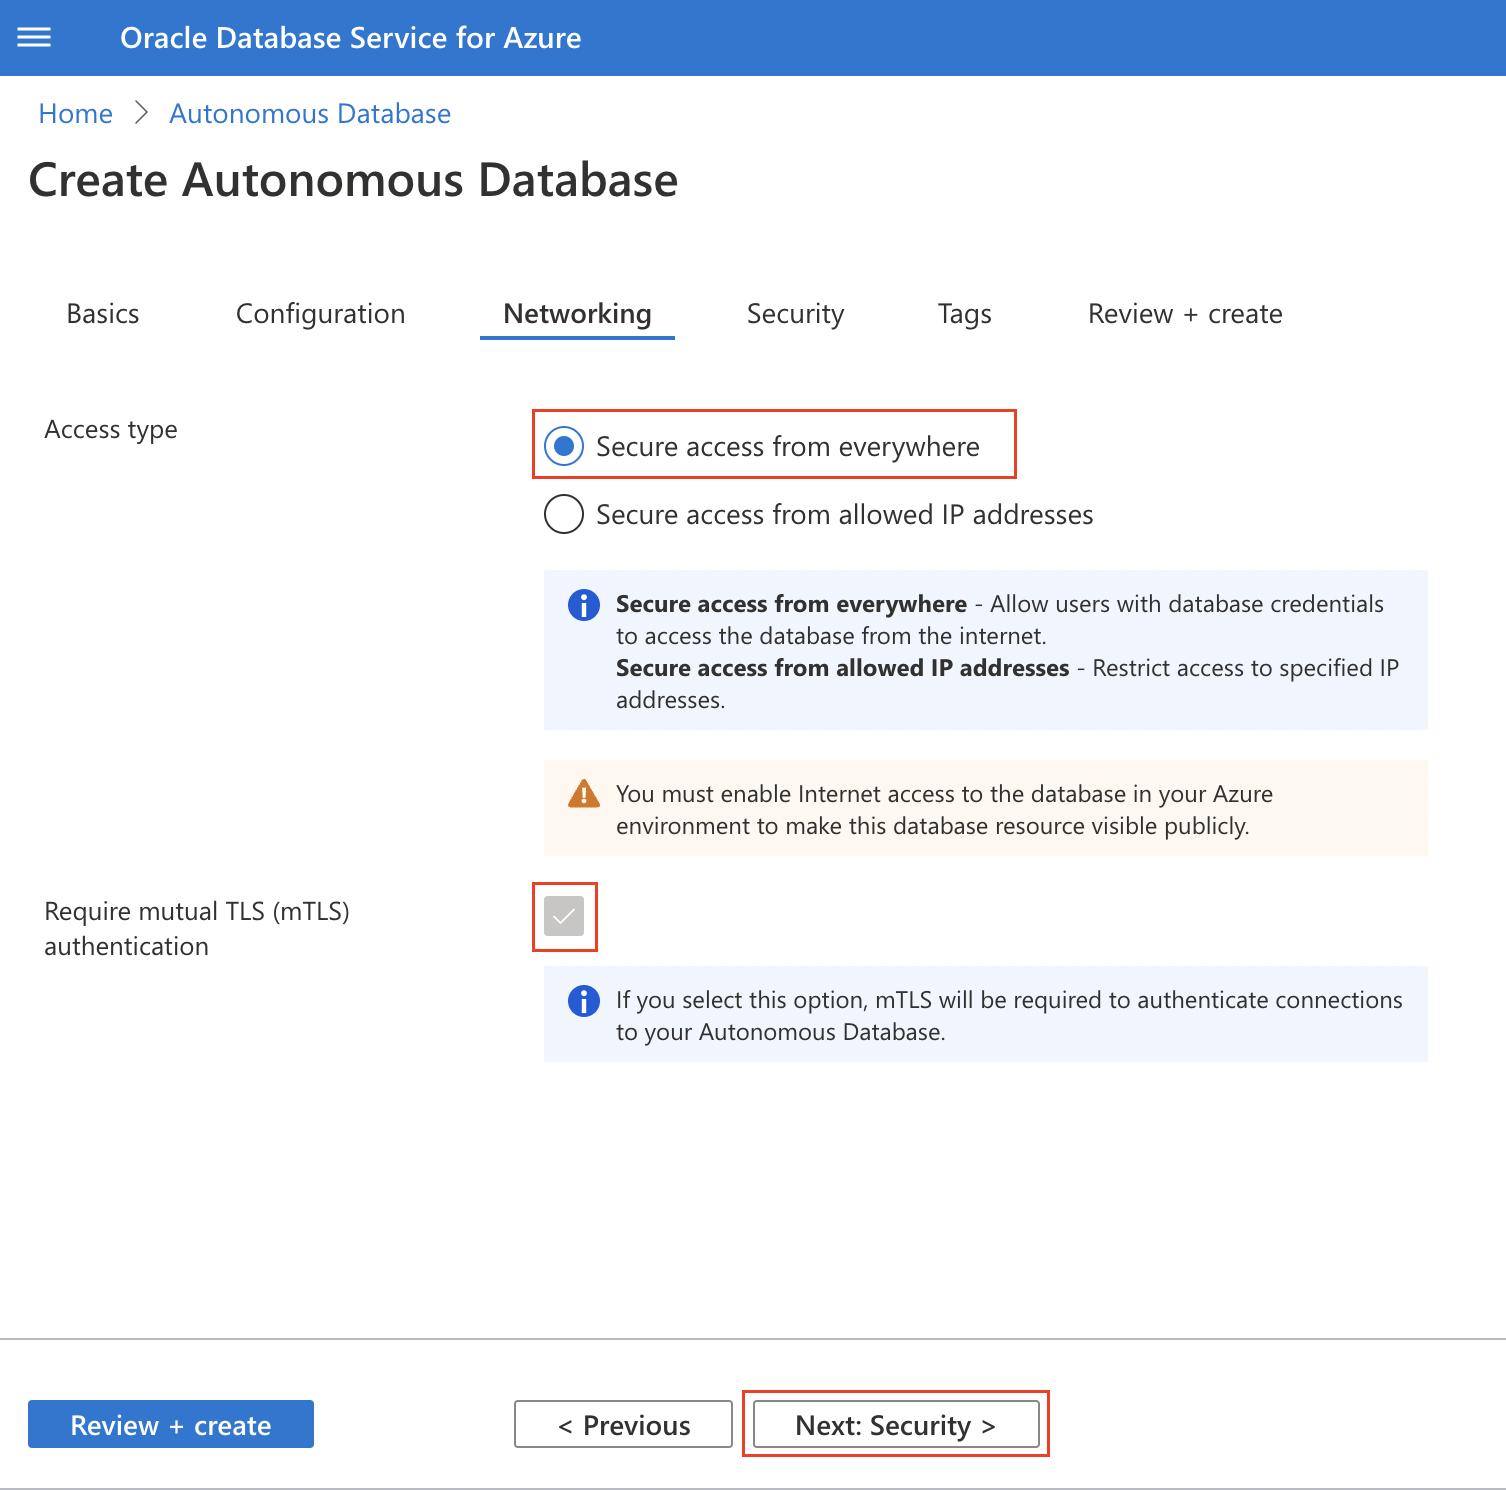 Oracle Database Service for Azure
Home > Autonomous Database
Create Autonomous Database
Basics Configuration Networking Security Tags Review + create
Access type
Secure access from everywhere
Secure access from allowed IP addresses
Secure access from everywhere - Allow users with database credentials
to access the database from the internet.
Secure access from allowed IP addresses - Restrict access to specified IP
addresses.
You must enable Internet access to the database in your Azure
environment to make this database resource visible publicly.
Require mutual TLS (mTLS)
authentication
If you select this option, mTLS will be required to authenticate connections
to your Autonomous Database.
Review + create < Previous Next: Security >